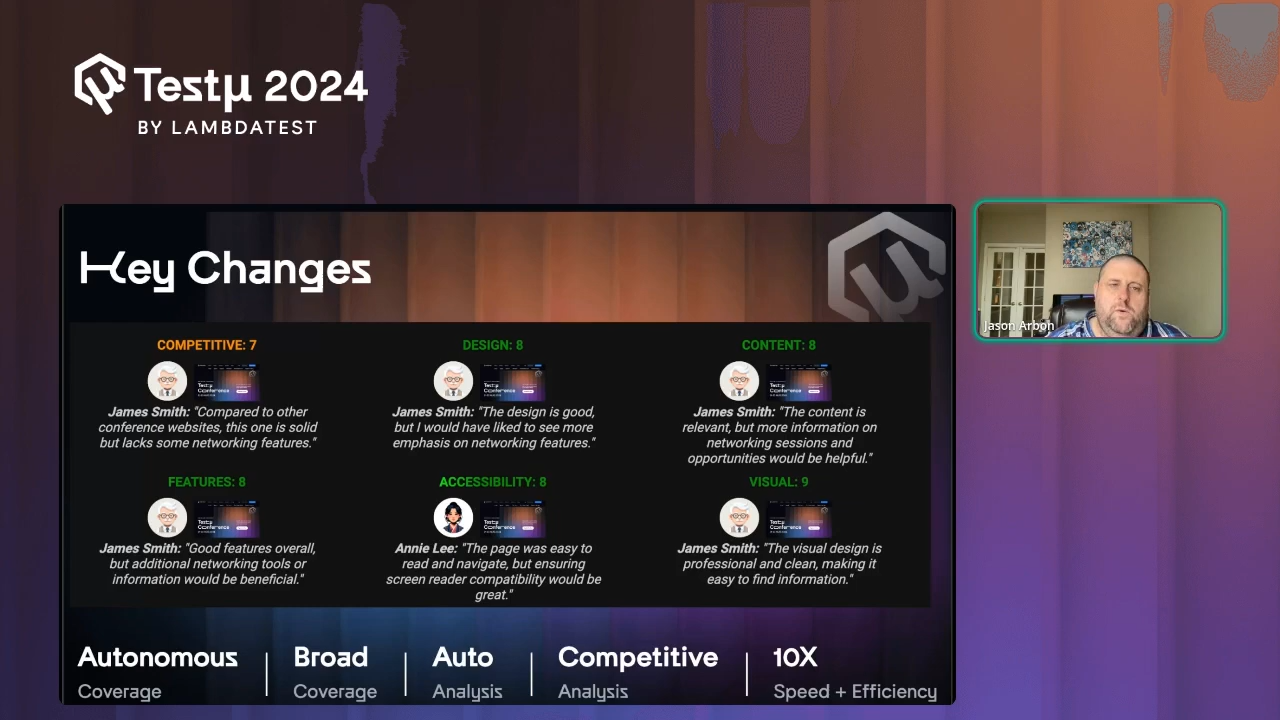 Testμ 2024
BY LAMBDATEST
Key Changes
COMPETITIVE: 7
James Smith: "Compared to other
conference websites, this one is solid
but lacks some networking features."
DESIGN: 8
James Smith: "The design is good,
but I would have liked to see more
emphasis on networking features."
CONTENT: 8
James Smith: "The content is
relevant, but more information on
networking sessions and
opportunities would be helpful."
FEATURES: 8
James Smith: "Good features overall,
but additional networking tools or
information would be beneficial."
ACCESSIBILITY: 8
Annie Lee: "The page was easy to
read and navigate, but ensuring
screen reader compatibility would be
great."
VISUAL: 9
James Smith: "The visual design is
professional and clean, making it
easy to find information."
Autonomous
Coverage
Broad
Coverage
Auto
Analysis
Competitive
Analysis
10X
Speed + Efficiency
Jason Arbon